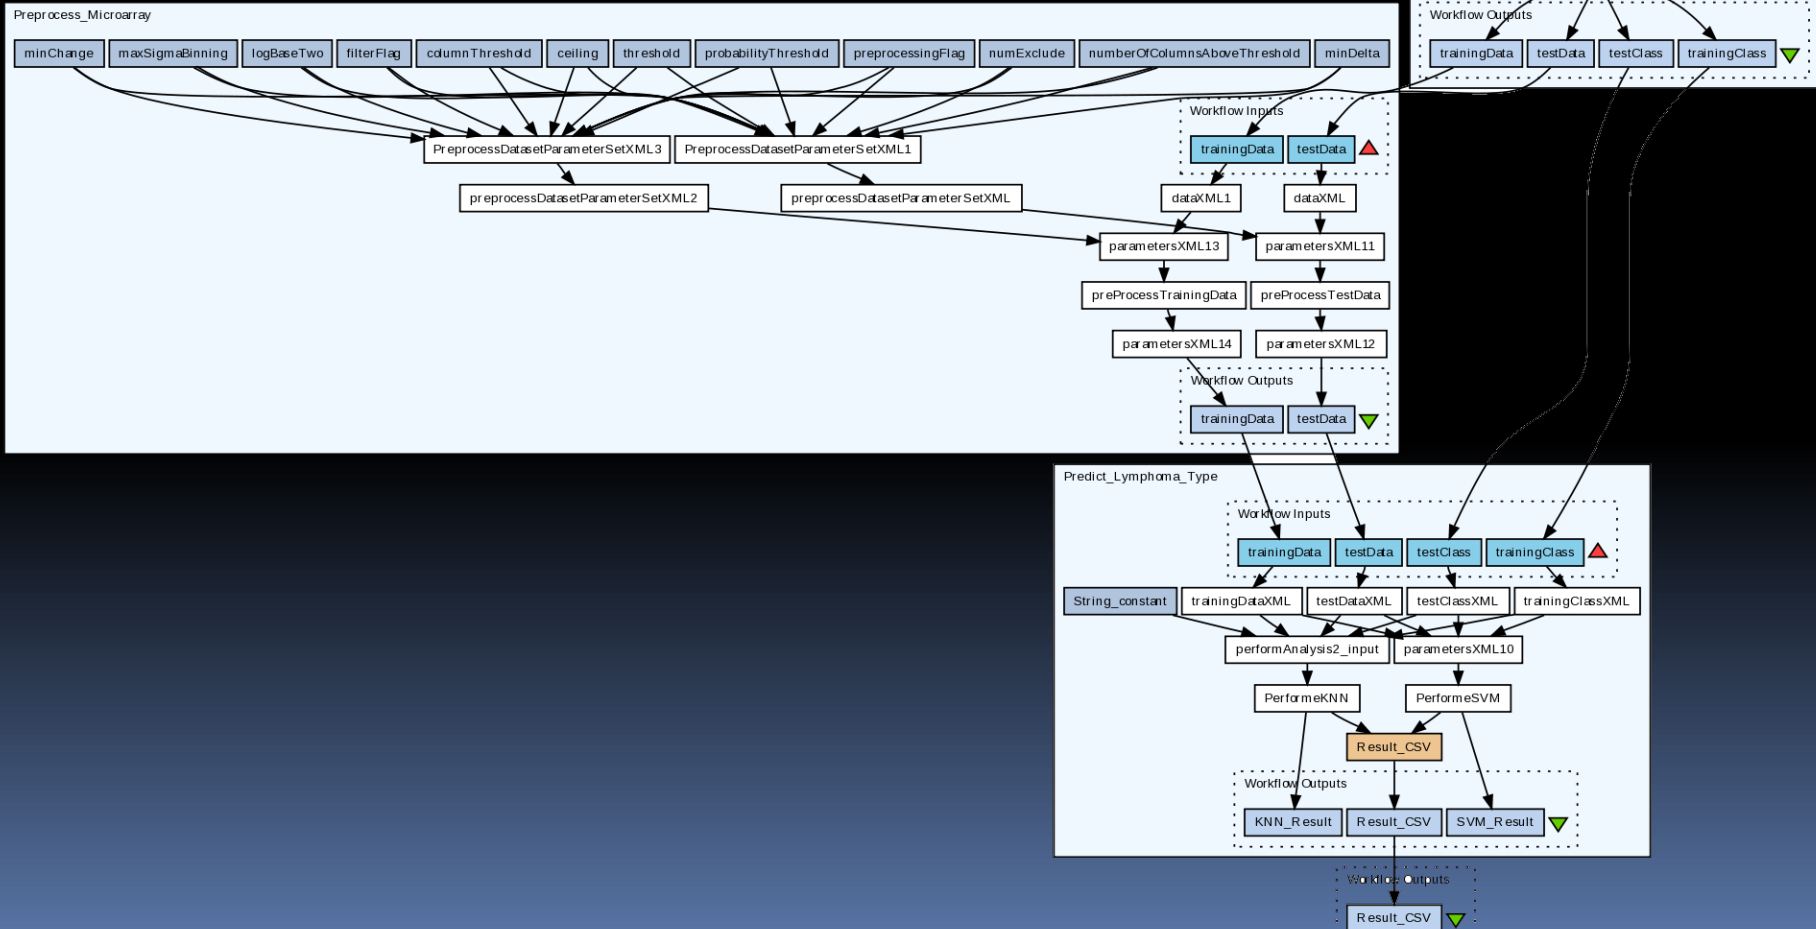 Preprocess_Microarray
Workflow Outputs
minChange maxSigmaBinning logBaseTwo filterFlag columnThreshold ceiling threshold probabilityThreshold preprocessingFlag numExclude numberOfColumnsAboveThreshold minDelta
trainingData testData testClass trainingClass
Workflow Inputs
PreprocessDatasetParameterSetXML3 PreprocessDatasetParameterSetXML1 trainingData testData
preprocessDatasetParameterSetXML2 preprocessDatasetParameterSetXML dataXML1 dataXML
parametersXML13 parametersXML11
preProcessTrainingData preProcessTestData
parametersXML14 parametersXML12
Workflow Outputs
trainingData testData
Predict_Lymphoma_Type
Workflow Inputs
trainingData testData testClass trainingClass
String_constant trainingDataXML testDataXML testClassXML trainingClassXML
performAnalysis2_input parametersXML10
PerformeKNN PerformeSVM
Result_CSV
Workflow Outputs
KNN_Result Result_CSV SVM_Result
Workflow Outputs
Result_CSV